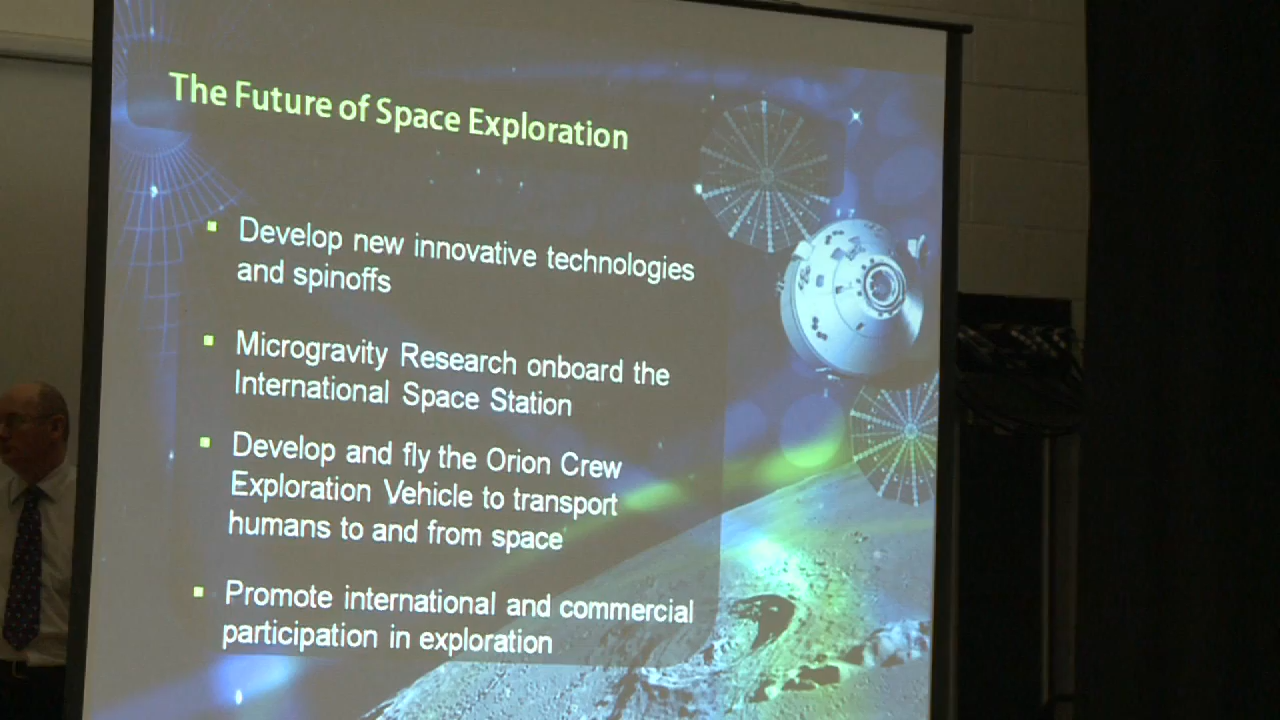 The Future of Space Exploration
Develop new innovative technologies
and spinoffs
Microgravity Research onboard the
International Space Station
Develop and fly the Orion Crew
Exploration Vehicle to transport
humans to and from space
Promote international and commercial
participation in exploration